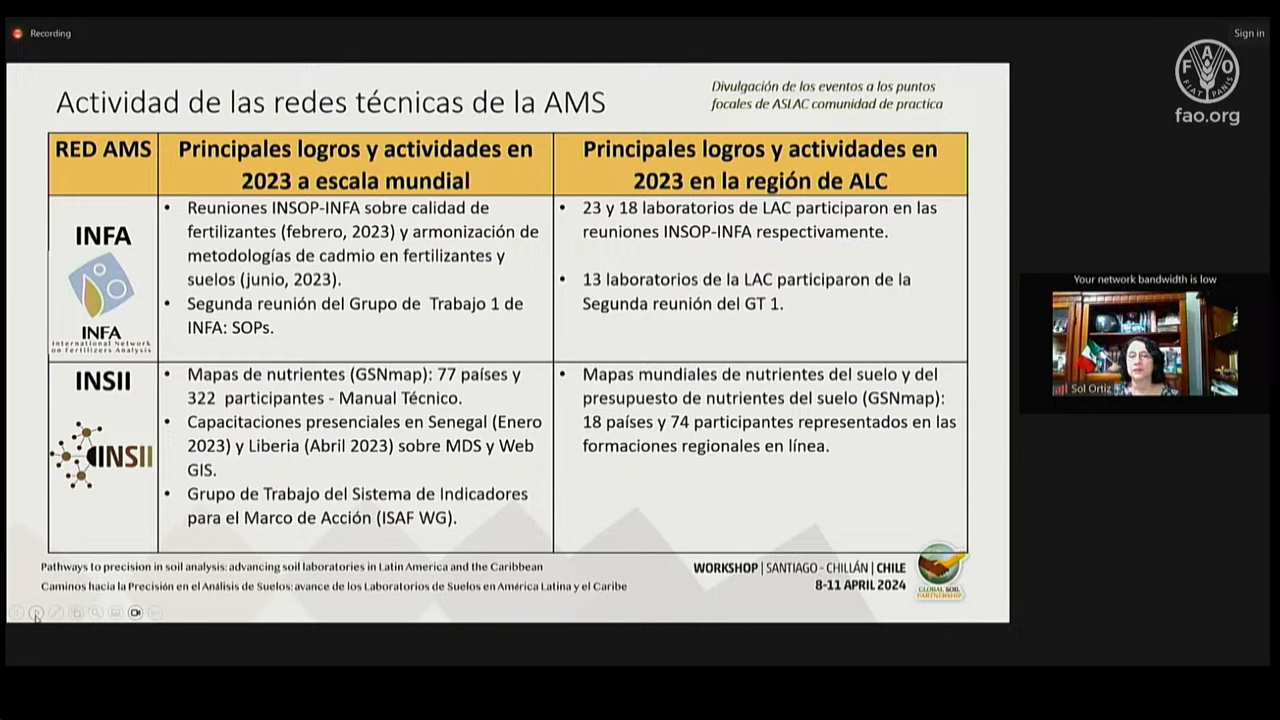 Recording
Sign in
F A O
FIAT PANIS
fao.org
Actividad de las redes técnicas de la AMS
Divulgación de los eventos a los puntos
focales de ASLAC comunidad de practica
RED AMS
Principales logros y actividades en
2023 a escala mundial
Principales logros y actividades en
2023 en la región de ALC
INFA
INFA
International Network
on Fertilizers Analysis
• Reuniones INSOP-INFA sobre calidad de
fertilizantes (febrero, 2023) y armonización de
metodologías de cadmio en fertilizantes y
suelos (junio, 2023).
• Segunda reunión del Grupo de Trabajo 1 de
INFA: SOPs.
• 23 y 18 laboratorios de LAC participaron en las
reuniones INSOP-INFA respectivamente.
• 13 laboratorios de la LAC participaron de la
Segunda reunión del GT 1.
INSII
INSII
• Mapas de nutrientes (GSNmap): 77 países y
322 participantes - Manual Técnico.
• Capacitaciones presenciales en Senegal (Enero
2023) y Liberia (Abril 2023) sobre MDS y Web
GIS.
• Grupo de Trabajo del Sistema de Indicadores
para el Marco de Acción (ISAF WG).
• Mapas mundiales de nutrientes del suelo y del
presupuesto de nutrientes del suelo (GSNmap):
18 países y 74 participantes representados en las
formaciones regionales en línea.
Your network bandwidth is low
Sol Ortiz
Pathways to precision in soil analysis: advancing soil laboratories in Latin America and the Caribbean
Caminos hacia la Precisión en el Análisis de Suelos: avance de los Laboratorios de Suelos en América Latina y el Caribe
WORKSHOP | SANTIAGO - CHILLÁN | CHILE
8-11 APRIL 2024
GLOBAL SOIL
PARTNERSHIP